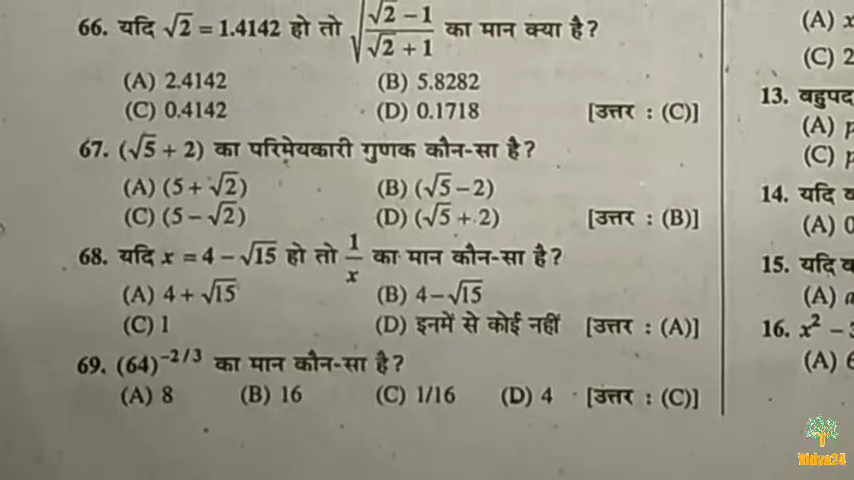 66. यदि √2 = 1.4142 हो तो √((√2 – 1)/(√2 + 1)) का मान क्या है?
(A) 2.4142 (B) 5.8282
(C) 0.4142 (D) 0.1718 [उत्तर : (C)]
67. (√5 + 2) का परिमेयकारी गुणक कौन-सा है?
(A) (5 + √2) (B) (√5 – 2)
(C) (5 – √2) (D) (√5 + 2) [उत्तर : (B)]
68. यदि x = 4 – √15 हो तो 1/x का मान कौन-सा है?
(A) 4 + √15 (B) 4 – √15
(C) 1 (D) इनमें से कोई नहीं [उत्तर : (A)]
69. (64)^–2/3 का मान कौन-सा है?
(A) 8 (B) 16 (C) 1/16 (D) 4 [उत्तर : (C)]
(A) x
(C) 2
13. बहुपद
(A) p
(C) p
14. यदि
(A) 0
15. यदि
(A) a
16. x² –
(A) 6
Vidya24